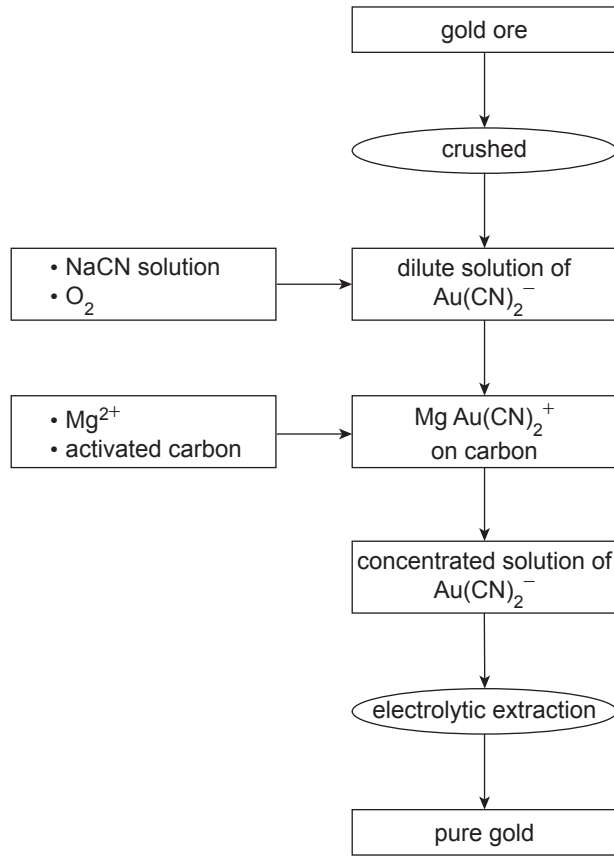 gold ore
crushed
• NaCN solution
• O₂
dilute solution of
Au(CN)₂⁻
• Mg²⁺
• activated carbon
Mg Au(CN)₂⁺
on carbon
concentrated solution of
Au(CN)₂⁻
electrolytic extraction
pure gold